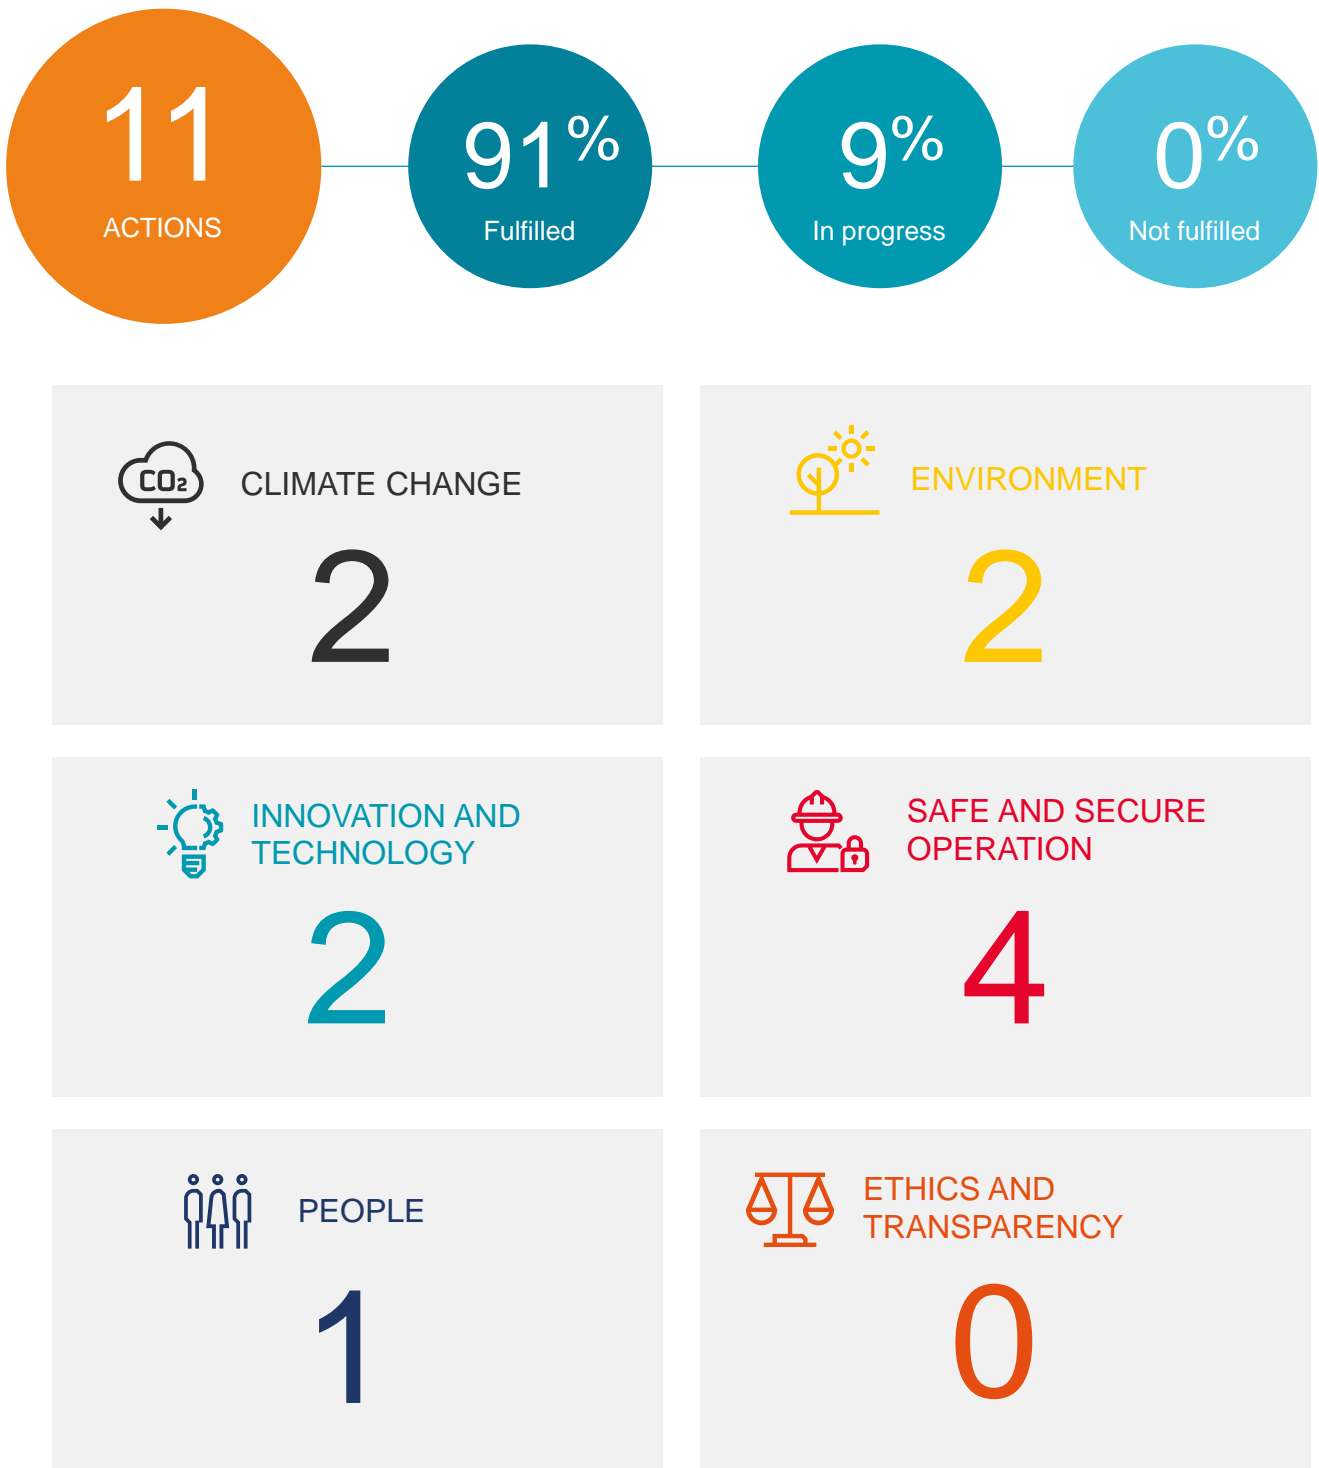 11
ACTIONS
91%
Fulfilled
9%
In progress
0%
Not fulfilled
CO₂
CLIMATE CHANGE
2
ENVIRONMENT
2
INNOVATION AND
TECHNOLOGY
2
SAFE AND SECURE
OPERATION
4
PEOPLE
1
ETHICS AND
TRANSPARENCY
0